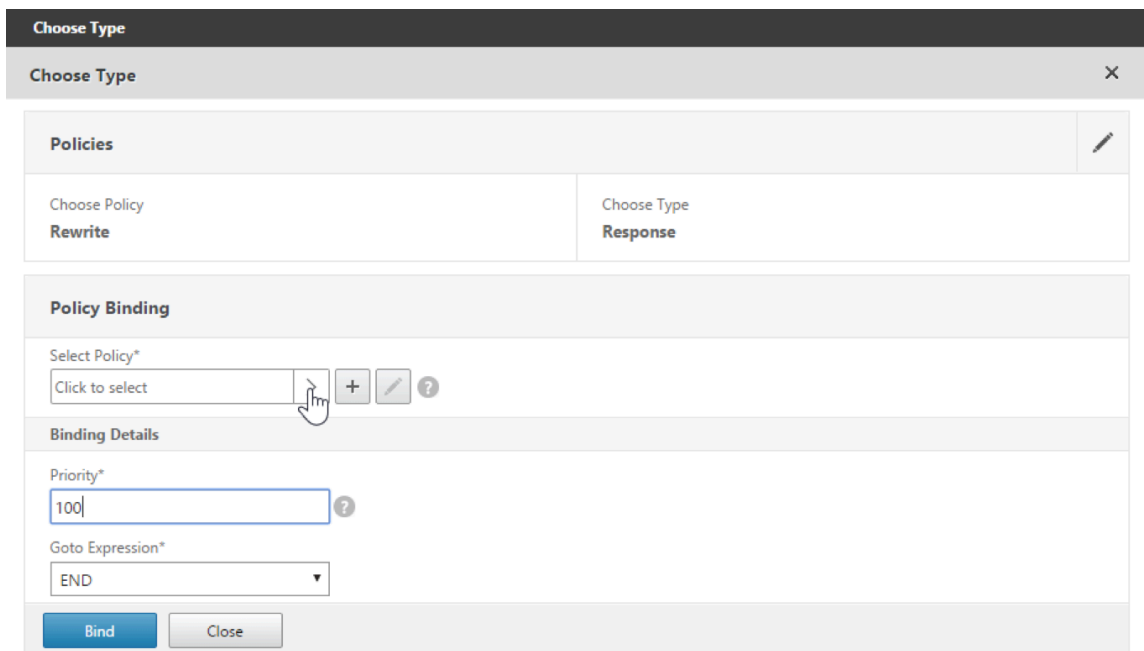 Choose Type
Choose Type
Policies
Choose Policy
Choose Type
Rewrite
Response
Policy Binding
Select Policy*
Click to select
Binding Details
Priority*
100
Goto Expression*
END
Bind
Close